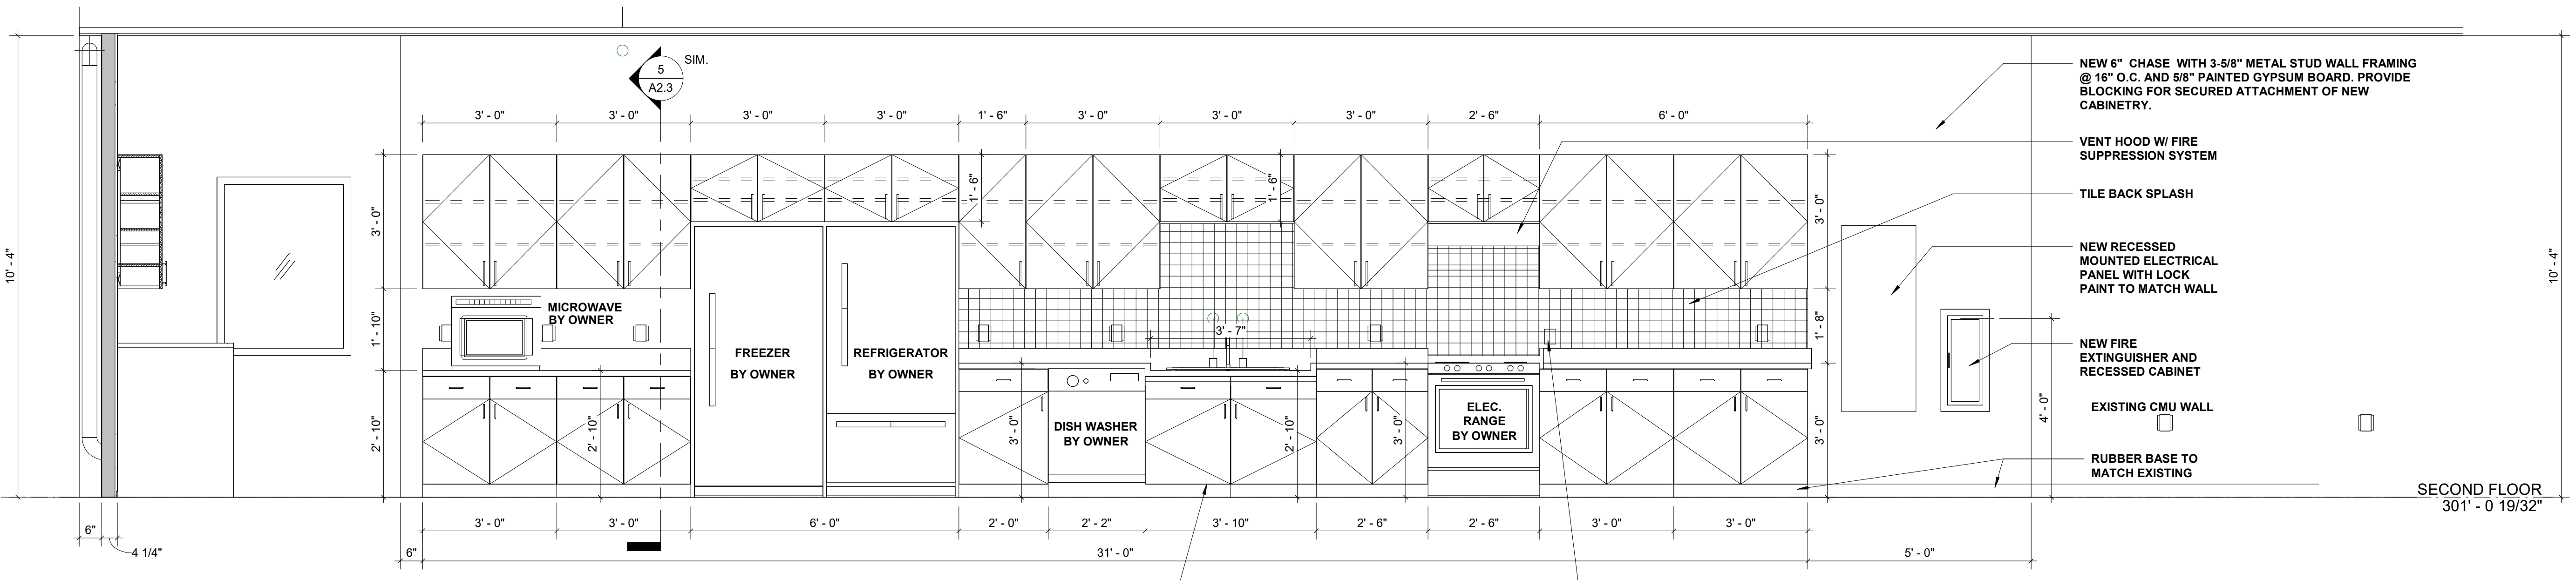 5
A2.3
SIM.
3' - 0"
3' - 0"
3' - 0"
3' - 0"
1' - 6"
3' - 0"
3' - 0"
3' - 0"
2' - 6"
6' - 0"
NEW 6" CHASE WITH 3-5/8" METAL STUD WALL FRAMING
@ 16" O.C. AND 5/8" PAINTED GYPSUM BOARD. PROVIDE
BLOCKING FOR SECURED ATTACHMENT OF NEW
CABINETRY.
VENT HOOD W/ FIRE
SUPPRESSION SYSTEM
TILE BACK SPLASH
NEW RECESSED
MOUNTED ELECTRICAL
PANEL WITH LOCK
PAINT TO MATCH WALL
NEW FIRE
EXTINGUISHER AND
RECESSED CABINET
EXISTING CMU WALL
RUBBER BASE TO
MATCH EXISTING
SECOND FLOOR
301' - 0 19/32"
10' - 4"
3' - 0"
1' - 10"
2' - 10"
1' - 6"
1' - 6"
3' - 0"
1' - 8"
3' - 0"
4' - 0"
10' - 4"
MICROWAVE
BY OWNER
FREEZER
BY OWNER
REFRIGERATOR
BY OWNER
3' - 7"
DISH WASHER
BY OWNER
ELEC.
RANGE
BY OWNER
2' - 10"
3' - 0"
2' - 10"
3' - 0"
3' - 0"
3' - 0"
6' - 0"
2' - 0"
2' - 2"
3' - 10"
2' - 6"
2' - 6"
3' - 0"
3' - 0"
6"
4 1/4"
6"
31' - 0"
5' - 0"